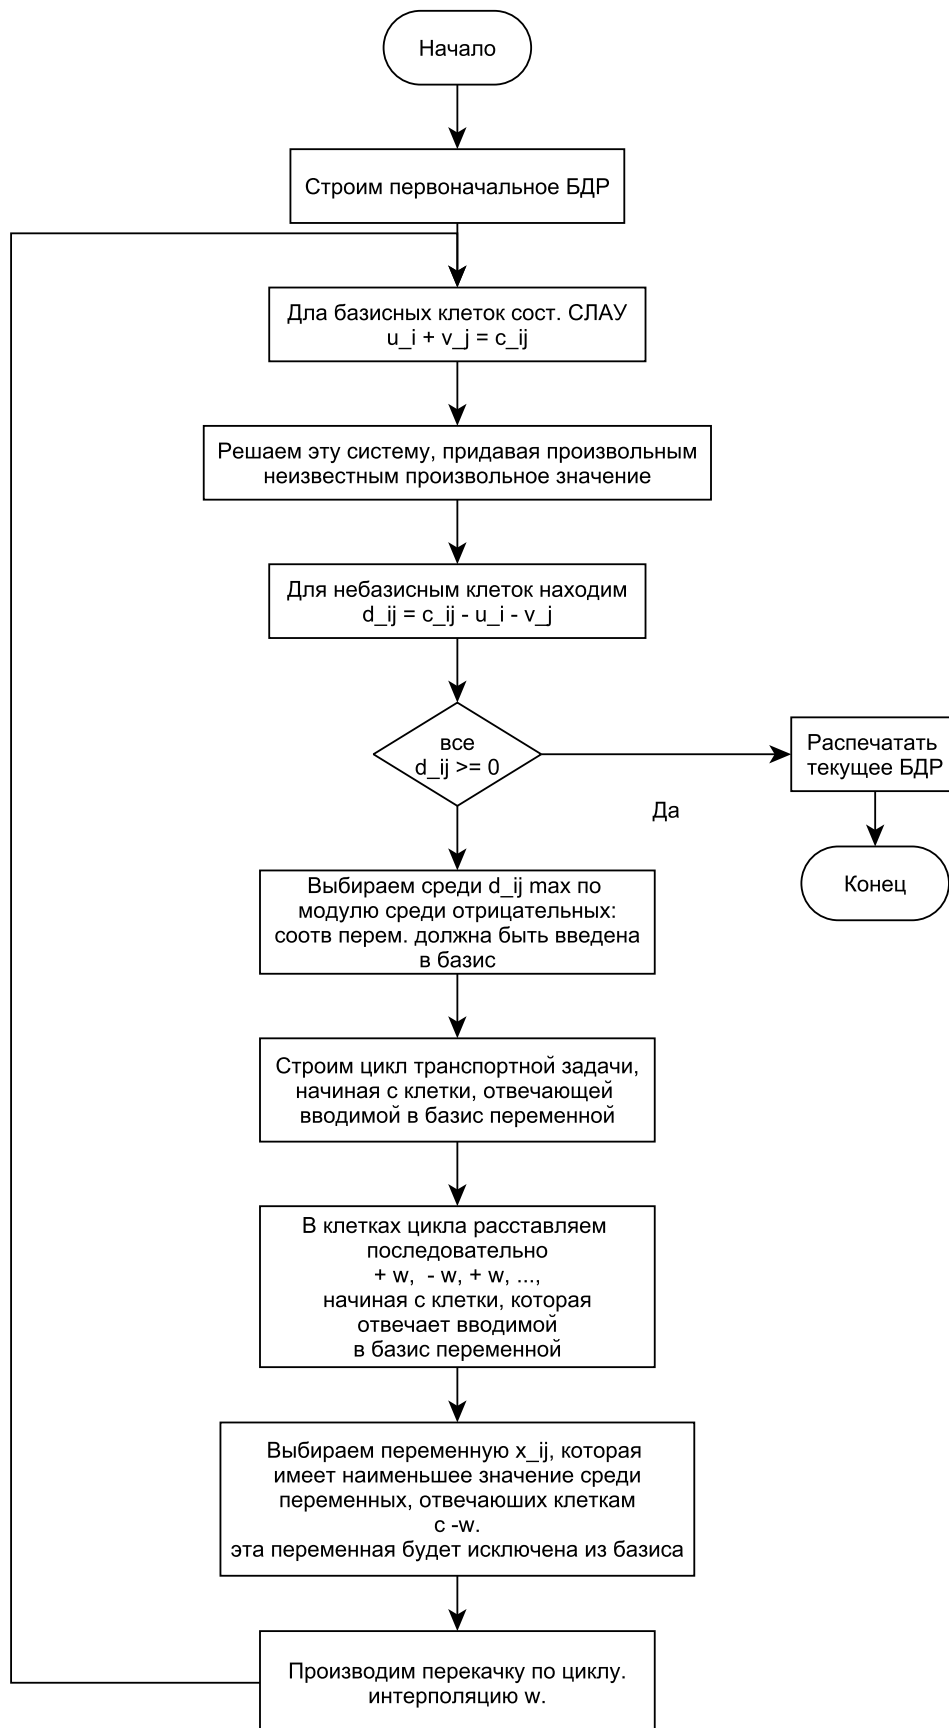 Начало
Строим первоначальное БДР
Дла базисных клеток сост. СЛАУ
u_i + v_j = c_ij
Решаем эту систему, придавая произвольным
неизвестным произвольное значение
Для небазисным клеток находим
d_ij = c_ij - u_i - v_j
все
d_ij >= 0
Да
Распечатать
текущее БДР
Конец
Выбираем среди d_ij max по
модулю среди отрицательных:
соотв перем. должна быть введена
в базис
Строим цикл транспортной задачи,
начиная с клетки, отвечающей
вводимой в базис переменной
В клетках цикла расставляем
последовательно
+ w, - w, + w, ...,
начиная с клетки, которая
отвечает вводимой
в базис переменной
Выбираем переменную x_ij, которая
имеет наименьшее значение среди
переменных, отвечаюших клеткам
с -w.
эта переменная будет исключена из базиса
Производим перекачку по циклу.
интерполяцию w.